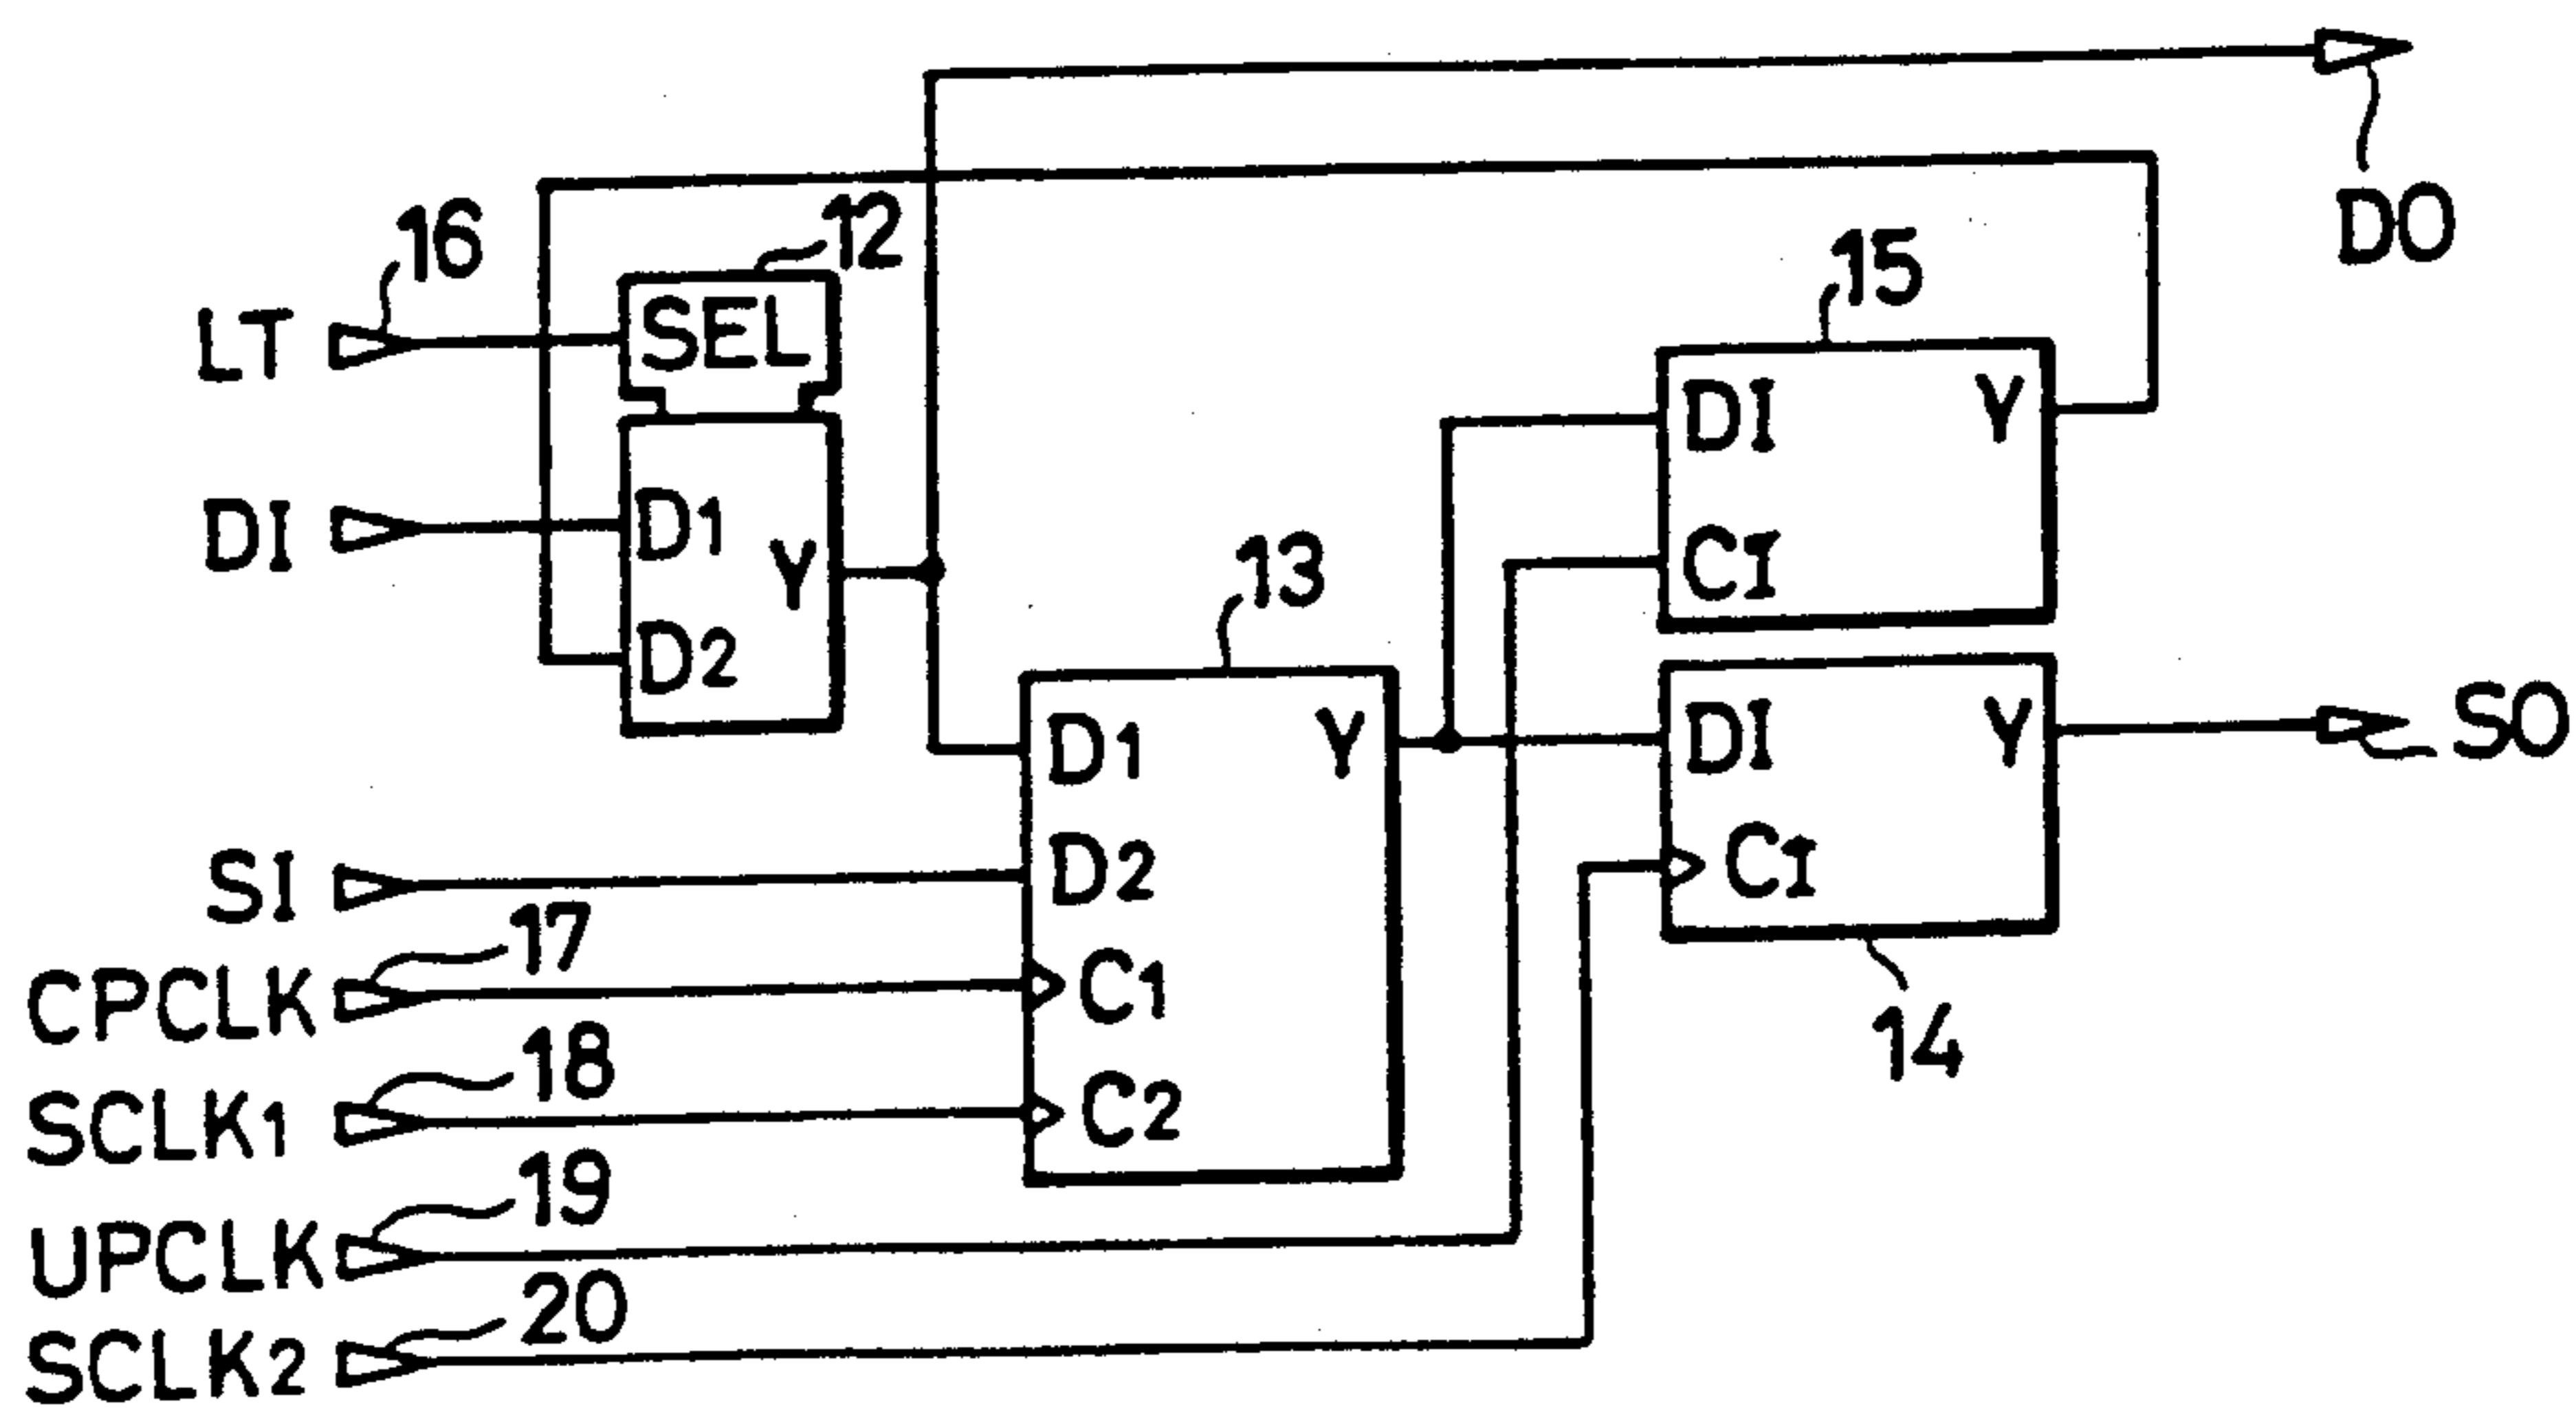 DO
16
12
15
LT
SEL
DI
Y
DI
D1
Y
CI
13
D2
D1
Y
DI
Y
SO
D2
CI
SI
17
CPCLK
C1
14
18
SCLK1
C2
19
UPCLK
20
SCLK2